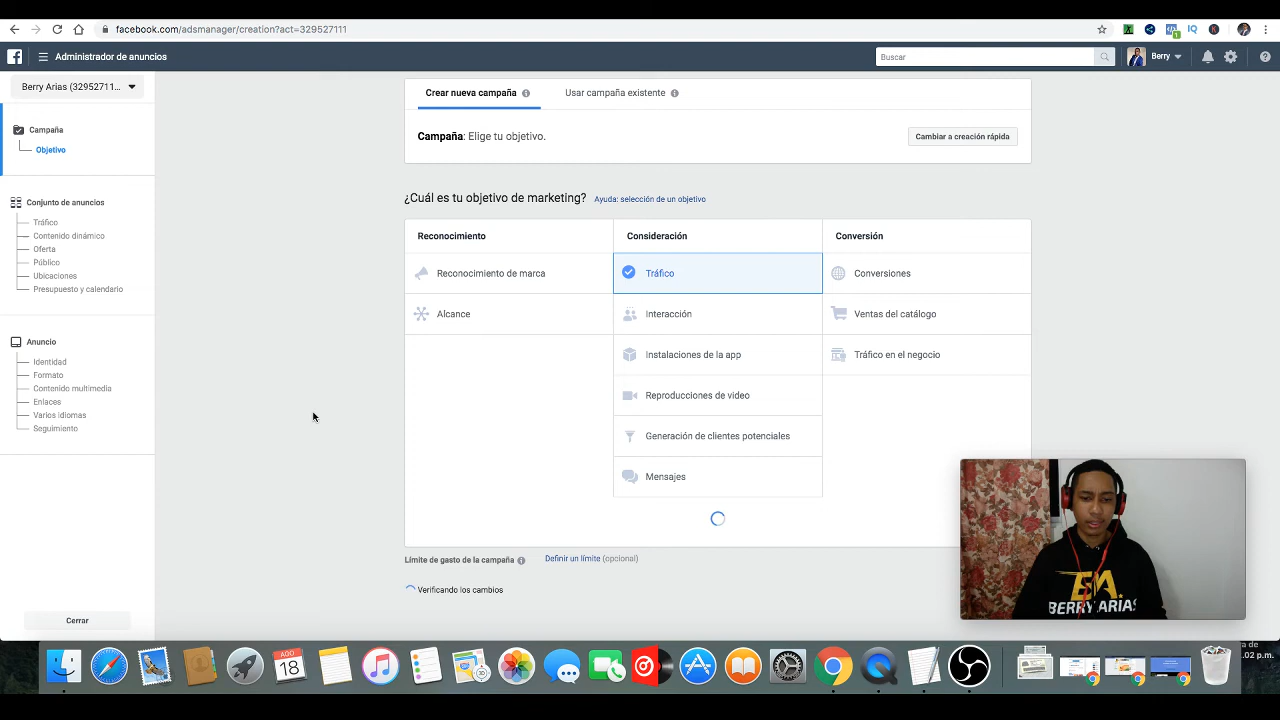 facebook.com/adsmanager/creation?act=329527111
Administrador de anuncios
Buscar
Berry
Berry Arias (32952711...
Campaña
Objetivo
Conjunto de anuncios
Tráfico
Contenido dinámico
Oferta
Público
Ubicaciones
Presupuesto y calendario
Anuncio
Identidad
Formato
Contenido multimedia
Enlaces
Varios idiomas
Seguimiento
Cerrar
Crear nueva campaña
Usar campaña existente
Campaña: Elige tu objetivo.
Cambiar a creación rápida
¿Cuál es tu objetivo de marketing?
Ayuda: selección de un objetivo
Reconocimiento
Consideración
Conversión
Reconocimiento de marca
Tráfico
Conversiones
Alcance
Interacción
Ventas del catálogo
Instalaciones de la app
Tráfico en el negocio
Reproducciones de video
Generación de clientes potenciales
Mensajes
Límite de gasto de la campaña
Definir un límite (opcional)
Verificando los cambios
BERRY ARIAS
AGO
18
.02 p.m.